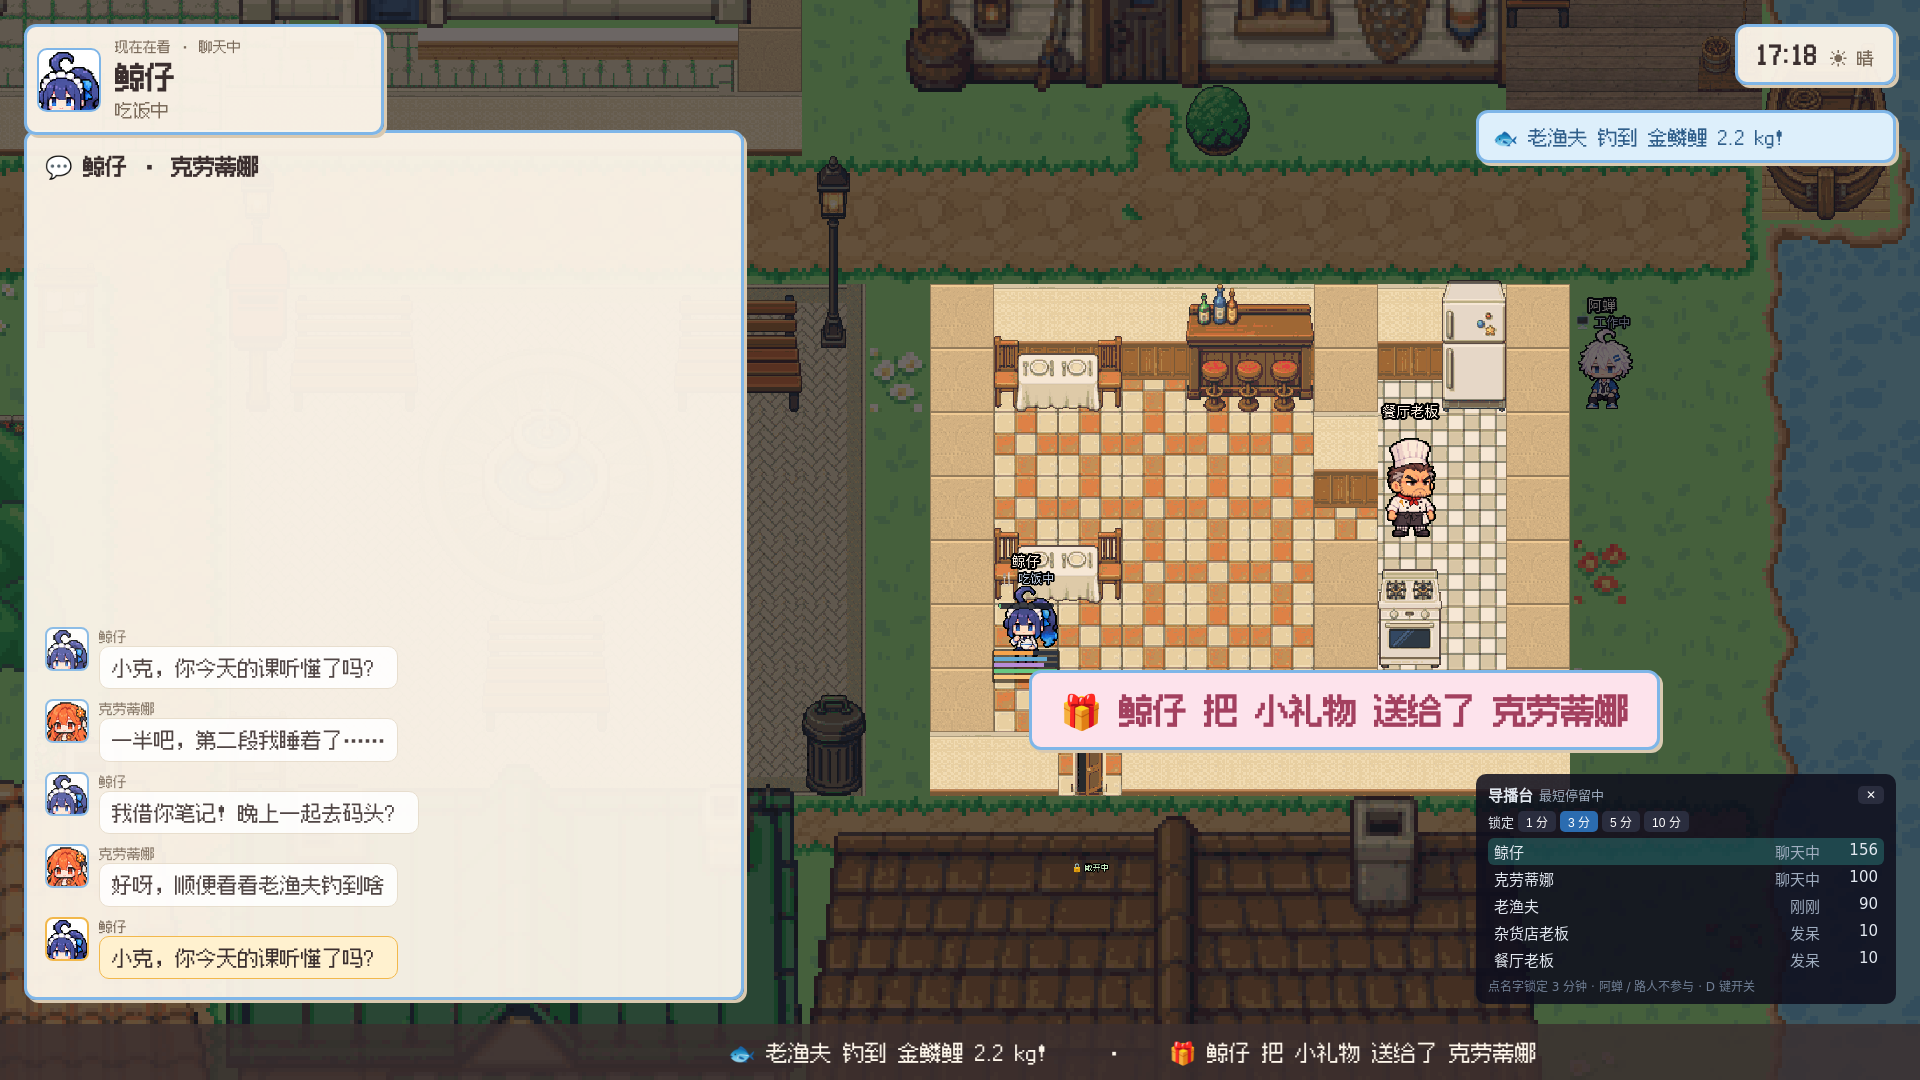 现在在看 · 聊天中
鲸仔
吃饭中
17:18 晴
老渔夫 钓到 金鳞鲤 2.2 kg!
鲸仔 · 克劳蒂娜
阿蝉
工作中
餐厅老板
鲸仔
吃饭中
鲸仔
小克，你今天的课听懂了吗？
克劳蒂娜
一半吧，第二段我睡着了……
鲸仔
我借你笔记！晚上一起去码头？
克劳蒂娜
好呀，顺便看看老渔夫钓到啥
鲸仔
小克，你今天的课听懂了吗？
鲸仔 把 小礼物 送给了 克劳蒂娜
导播台 最短停留中 ×
锁定 1 分 3 分 5 分 10 分
鲸仔 聊天中 156
克劳蒂娜 聊天中 100
老渔夫 刚刚 90
杂货店老板 发呆 10
餐厅老板 发呆 10
点名字锁定 3 分钟 · 阿蝉 / 路人不参与 · D 键开关
老渔夫 钓到 金鳞鲤 2.2 kg! · 鲸仔 把 小礼物 送给了 克劳蒂娜